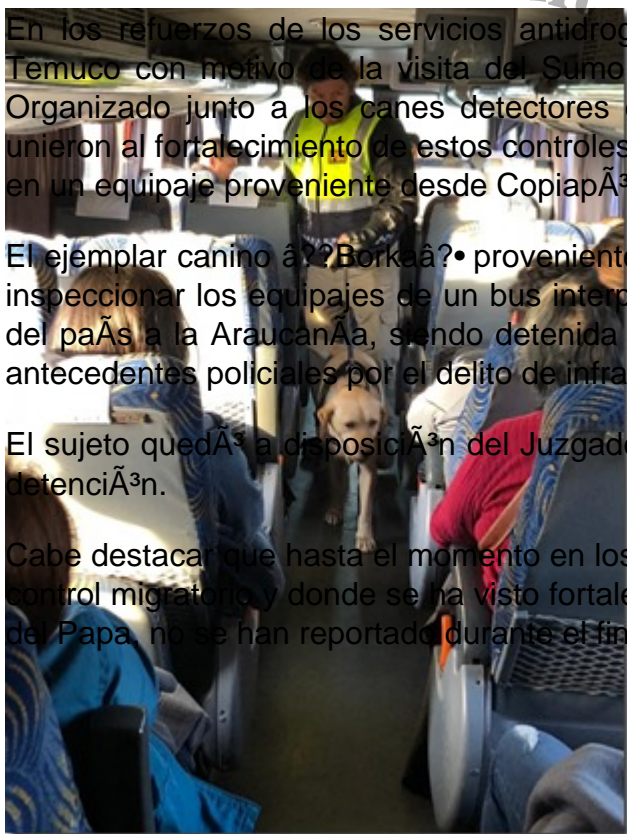 En los refuerzos de los servicios antidrog
Temuco con motivo de la visita del Sumo
Organizado junto a los canes detectores
unieron al fortalecimiento de estos controles
en un equipaje proveniente desde CopiapÃ³
El ejemplar canino â??Borkaâ?• proveniente
inspeccionar los equipajes de un bus interp
del paÃs a la AraucanÃa, siendo detenida
antecedentes policiales por el delito de infra
El sujeto quedÃ³ a disposiciÃ³n del Juzgado
detenciÃ³n.
Cabe destacar que hasta el momento en los
control migratorio y donde se ha visto fortale
del Papa, no se han reportado durante el fin